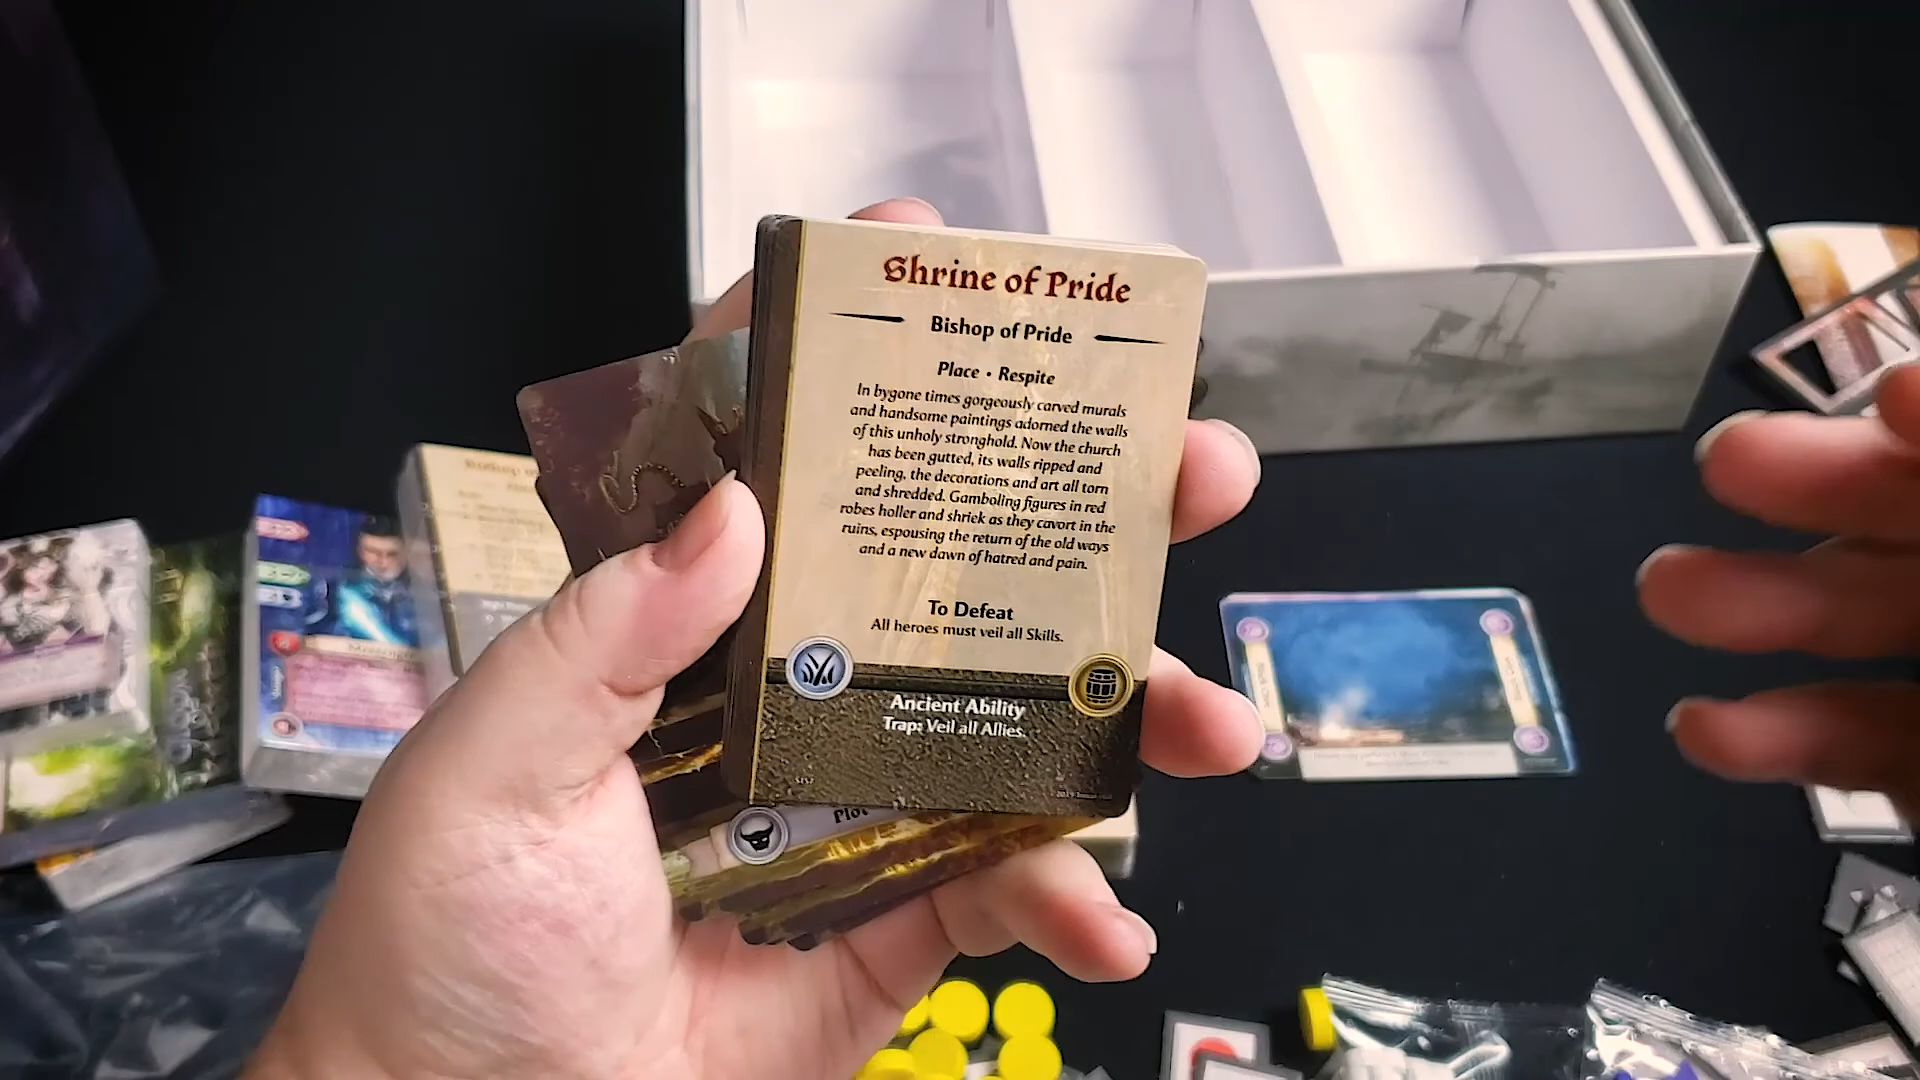 Shrine of Pride
Bishop of Pride
Place • Respite
In bygone times gorgeously carved murals
and handsome paintings adorned the walls
of this unholy stronghold. Now the church
has been gutted, its walls ripped and
peeling, the decorations and art all torn
and shredded. Gamboling figures in red
robes holler and shriek as they cavort in the
ruins, espousing the return of the old ways
and a new dawn of hatred and pain.
To Defeat
All heroes must veil all Skills.
Ancient Ability
Trap: Veil all Allies.